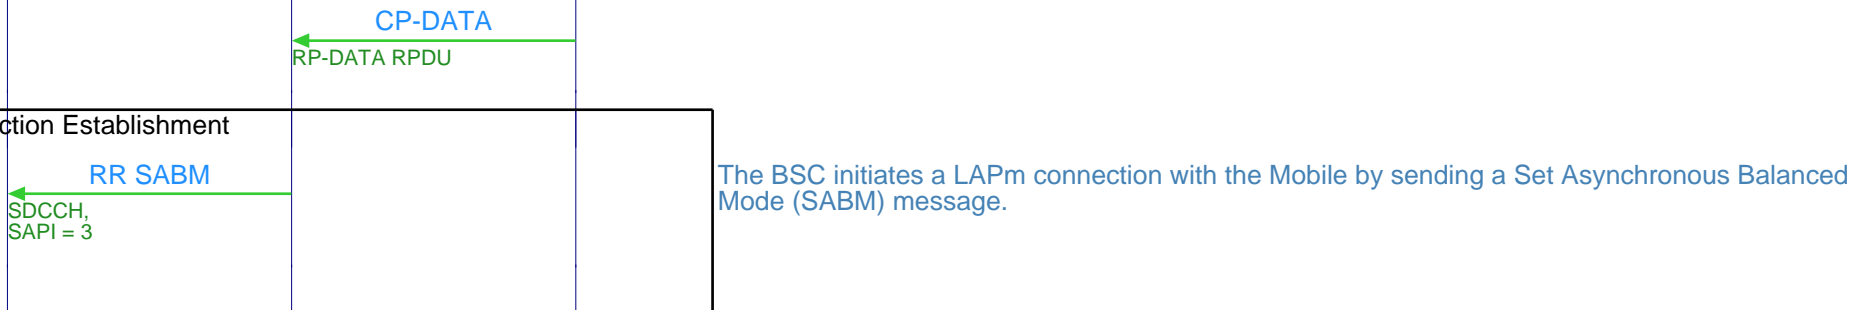 CP-DATA
RP-DATA RPDU
ction Establishment
RR SABM
SDCCH,
SAPI = 3
The BSC initiates a LAPm connection with the Mobile by sending a Set Asynchronous Balanced
Mode (SABM) message.